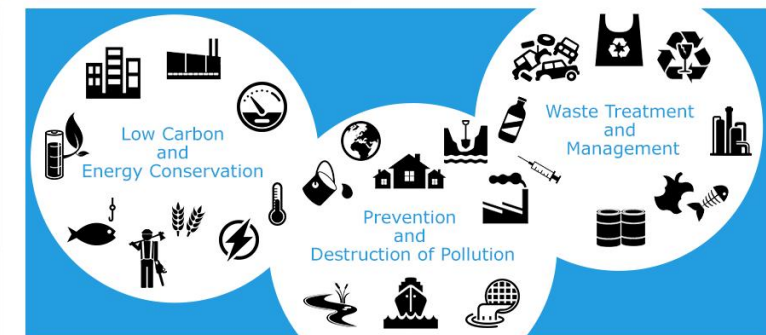 Low Carbon
and
Energy Conservation
Prevention
and
Destruction of Pollution
Waste Treatment
and
Management